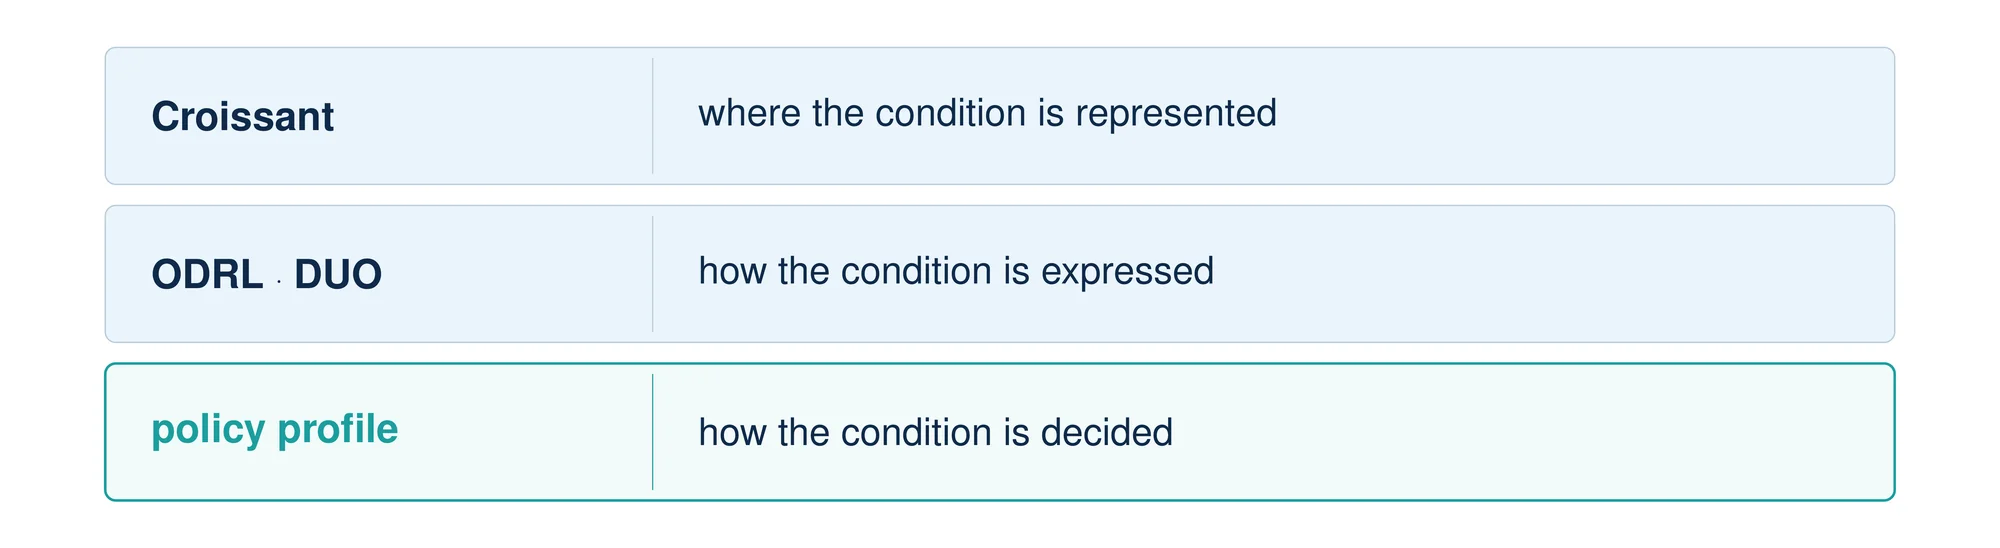 Croissant
where the condition is represented
ODRL · DUO
how the condition is expressed
policy profile
how the condition is decided